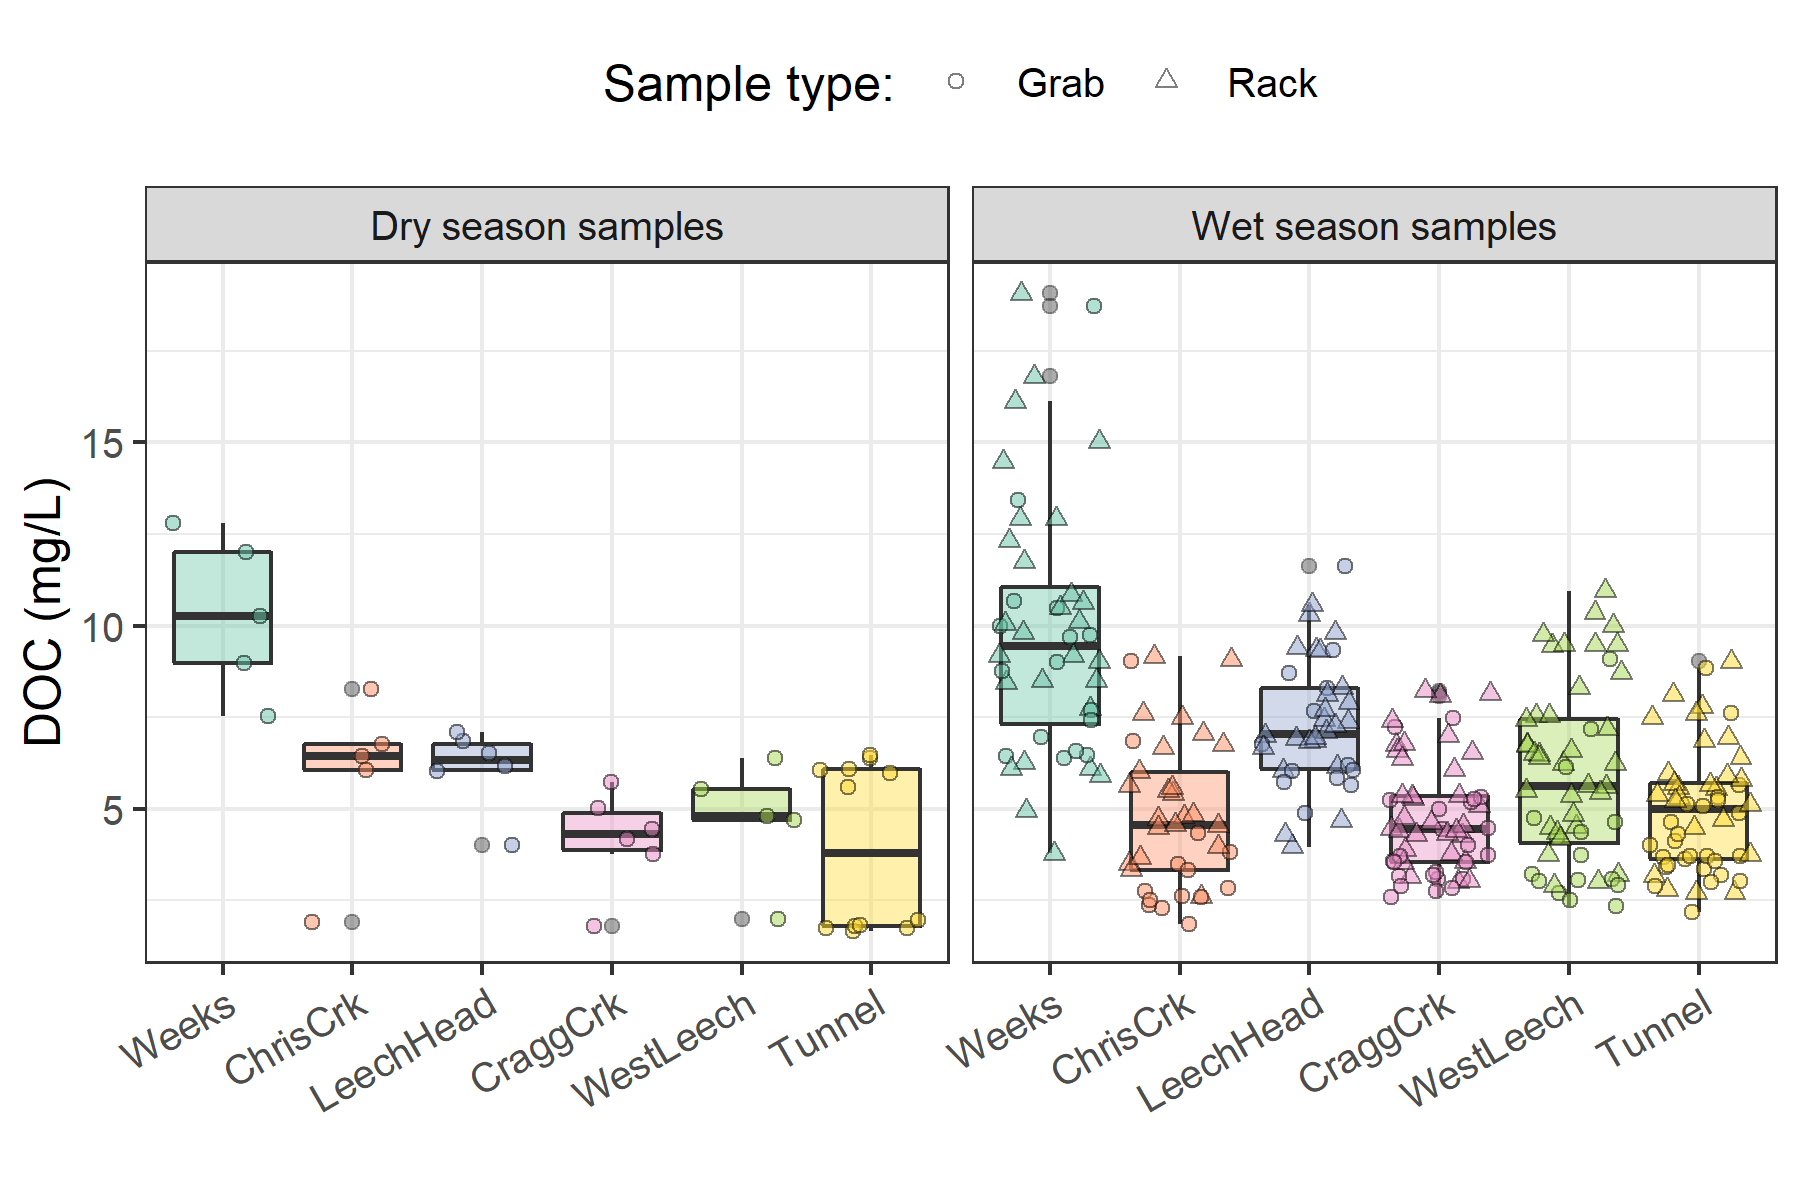 Sample type: Grab Rack
Dry season samples Wet season samples
DOC (mg/L)
15
10
5
Weeks ChrisCrk LeechHead CraggCrk WestLeech Tunnel Weeks ChrisCrk LeechHead CraggCrk WestLeech Tunnel